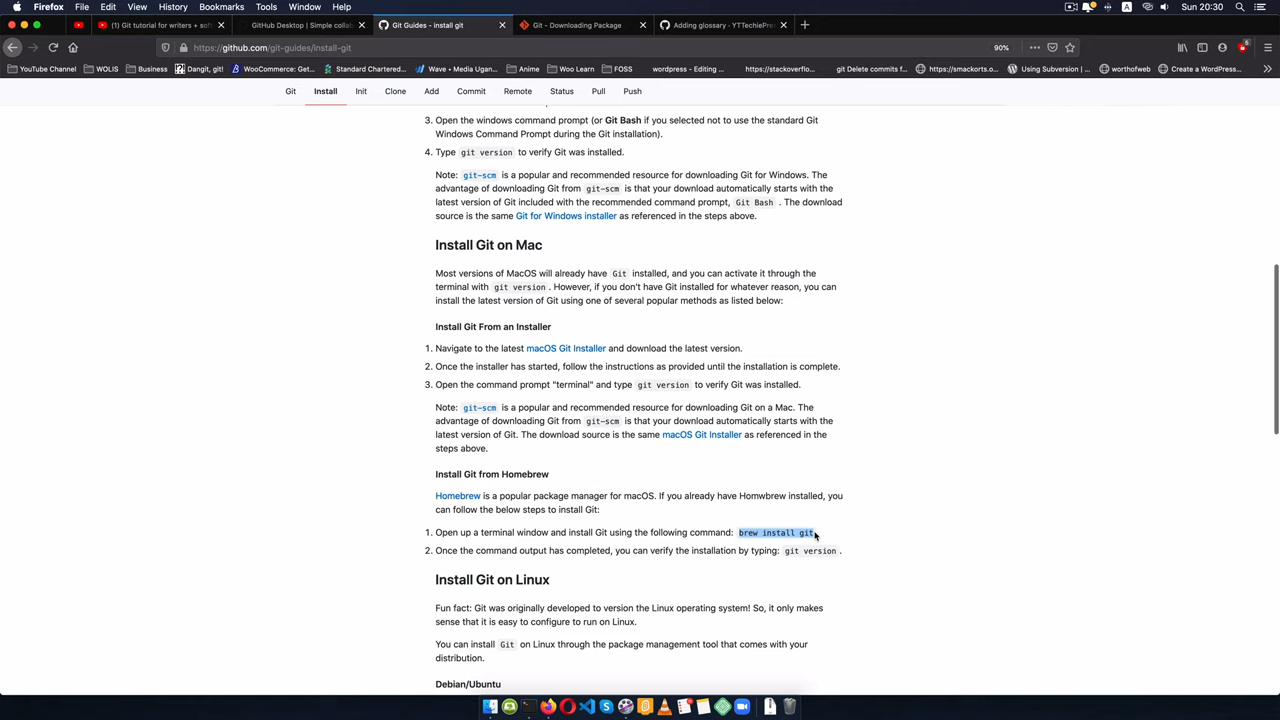 Firefox File Edit View History Bookmarks Tools Window Help Sun 20:30
(1) Git tutorial for writers + sof GitHub Desktop | Simple collab Git Guides - install git Git - Downloading Package Adding glossary · YTTechiePre
https://github.com/git-guides/install-git 90%
YouTube Channel WOLIS Business Dangit, git! WooCommerce: Get... Standard Chartered... Wave • Media Ugan... Anime Woo Learn FOSS wordpress - Editing ... https://stackoverflo... git Delete commits f... https://smackorts.o... Using Subversion | ... worthofweb Create a WordPress...
Git Install Init Clone Add Commit Remote Status Pull Push
3. Open the windows command prompt (or Git Bash if you selected not to use the standard Git
Windows Command Prompt during the Git installation).
4. Type git version to verify Git was installed.
Note: git-scm is a popular and recommended resource for downloading Git for Windows. The
advantage of downloading Git from git-scm is that your download automatically starts with the
latest version of Git included with the recommended command prompt, Git Bash . The download
source is the same Git for Windows installer as referenced in the steps above.
Install Git on Mac
Most versions of MacOS will already have Git installed, and you can activate it through the
terminal with git version . However, if you don't have Git installed for whatever reason, you can
install the latest version of Git using one of several popular methods as listed below:
Install Git From an Installer
1. Navigate to the latest macOS Git Installer and download the latest version.
2. Once the installer has started, follow the instructions as provided until the installation is complete.
3. Open the command prompt "terminal" and type git version to verify Git was installed.
Note: git-scm is a popular and recommended resource for downloading Git on a Mac. The
advantage of downloading Git from git-scm is that your download automatically starts with the
latest version of Git. The download source is the same macOS Git Installer as referenced in the
steps above.
Install Git from Homebrew
Homebrew is a popular package manager for macOS. If you already have Homwbrew installed, you
can follow the below steps to install Git:
1. Open up a terminal window and install Git using the following command: brew install git
2. Once the command output has completed, you can verify the installation by typing: git version .
Install Git on Linux
Fun fact: Git was originally developed to version the Linux operating system! So, it only makes
sense that it is easy to configure to run on Linux.
You can install Git on Linux through the package management tool that comes with your
distribution.
Debian/Ubuntu